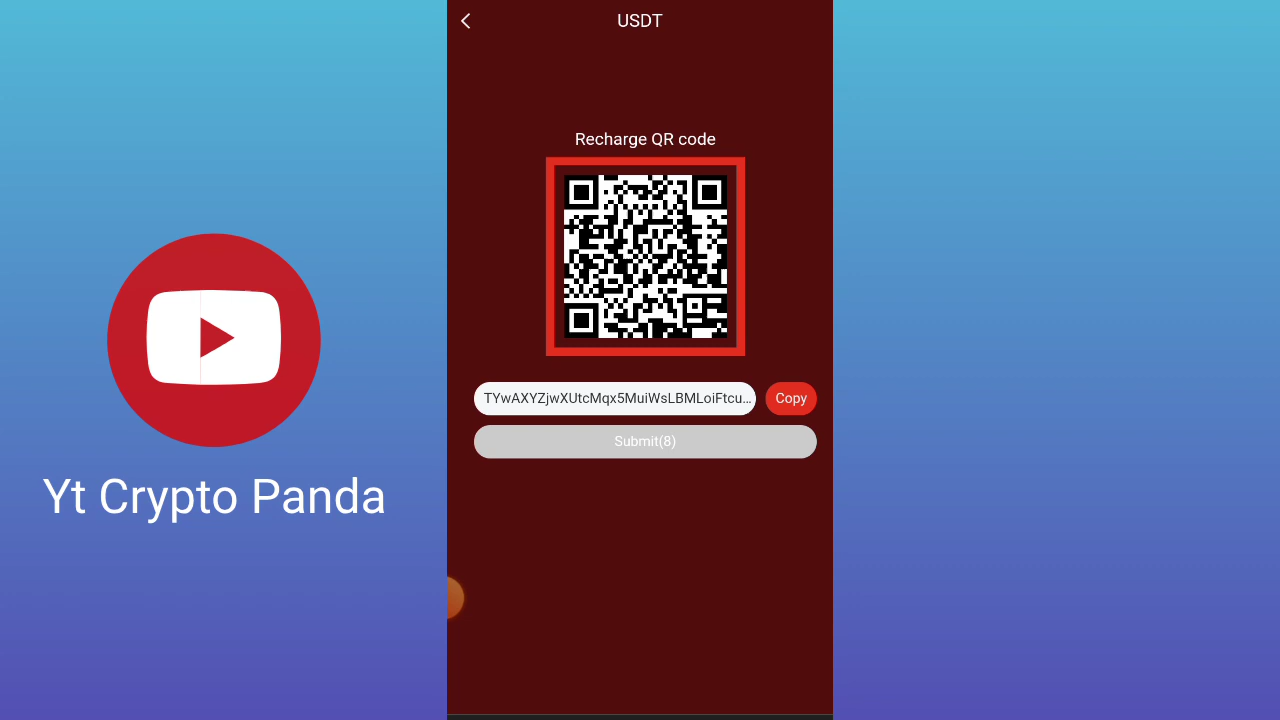 USDT
Recharge QR code
TYwAXYZjwXUtcMqx5MuiWsLBMLoiFtcu...
Copy
Submit(8)
Yt Crypto Panda